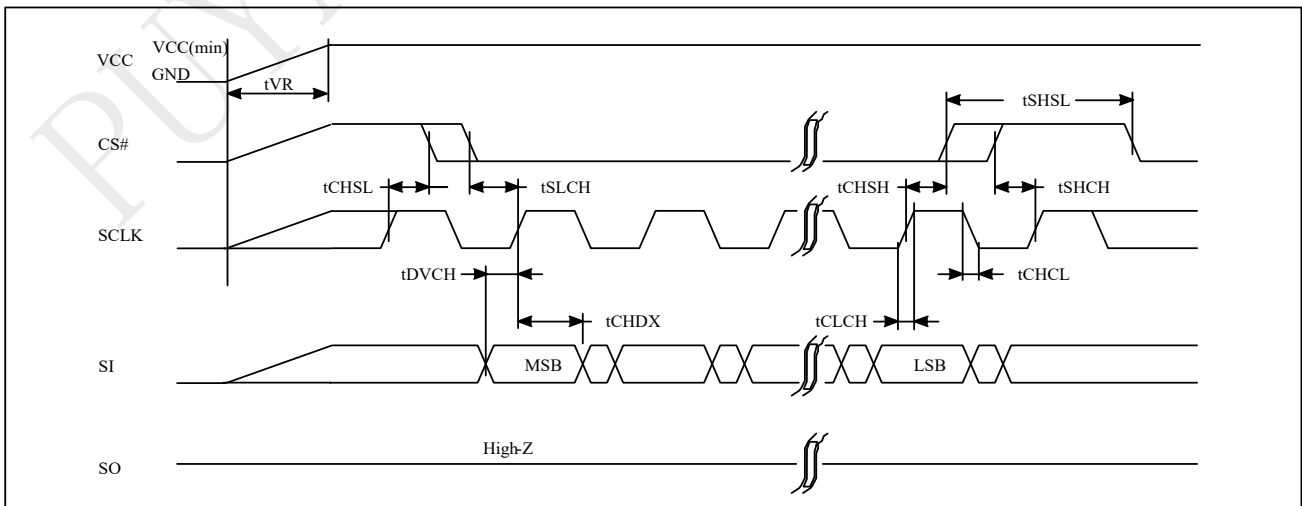 PUYA
VCC
VCC(min)
GND
tVR
tSHSL
CS#
tCHSL
tSLCH
tCHSH
tSHCH
SCLK
tDVCH
tCHCL
tCHDX
tCLCH
SI
MSB
LSB
High-Z
SO